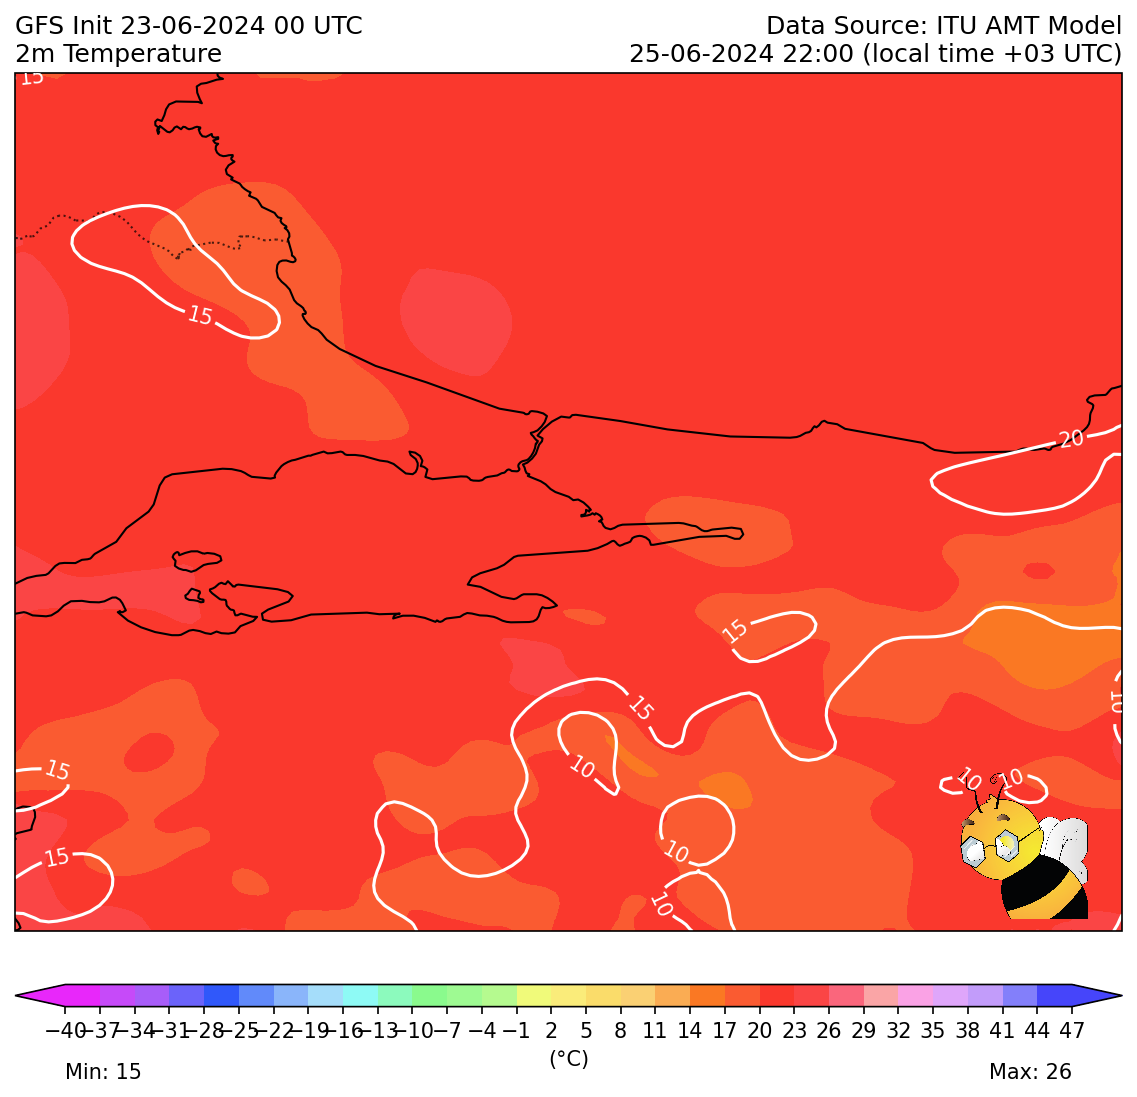 GFS Init 23-06-2024 00 UTC
Data Source: ITU AMT Model
2m Temperature
25-06-2024 22:00 (local time +03 UTC)
15
15
20
15
15
10
10
15
10
10
10
15
10
−40 −37 −34 −31 −28 −25 −22 −19 −16 −13 −10 −7 −4 −1 2 5 8 11 14 17 20 23 26 29 32 35 38 41 44 47
(°C)
Min: 15
Max: 26